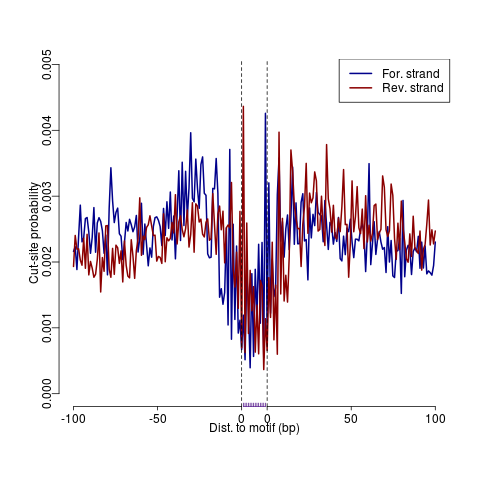 For. strand
Rev. strand
Cut-site probability
0.005
0.004
0.003
0.002
0.001
0.000
-100 -50 0 0 50 100
Dist. to motif (bp)